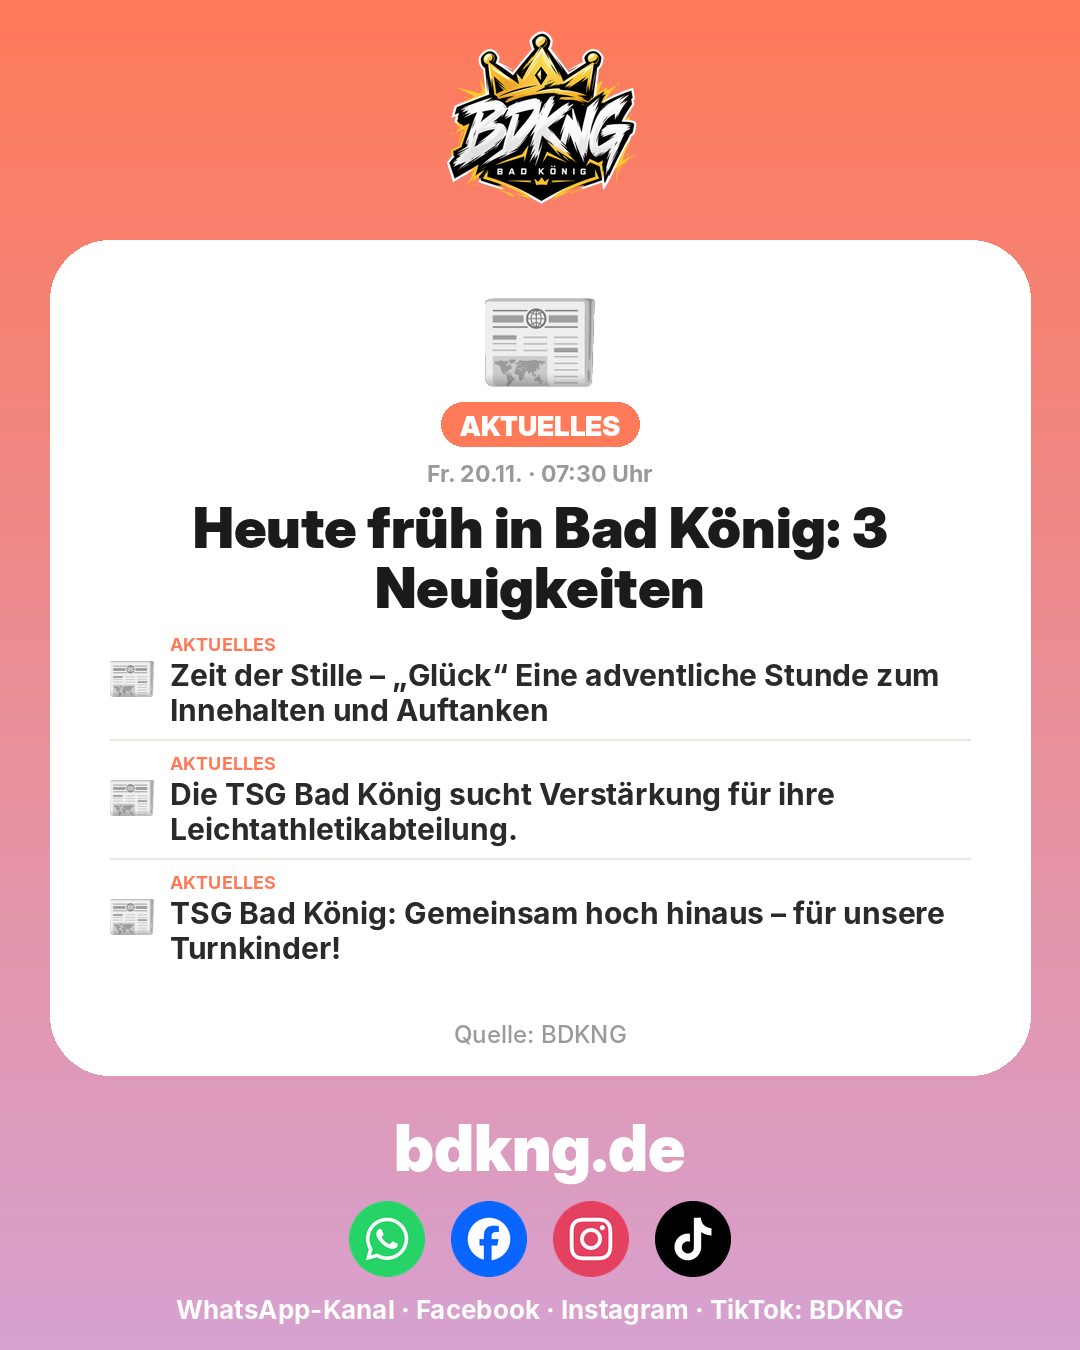 BDKNG
BAD KÖNIG
AKTUELLES
Fr. 20.11. · 07:30 Uhr
Heute früh in Bad König: 3
Neuigkeiten
AKTUELLES
Zeit der Stille – „Glück“ Eine adventliche Stunde zum
Innehalten und Auftanken
AKTUELLES
Die TSG Bad König sucht Verstärkung für ihre
Leichtathletikabteilung.
AKTUELLES
TSG Bad König: Gemeinsam hoch hinaus – für unsere
Turnkinder!
Quelle: BDKNG
bdkng.de
WhatsApp-Kanal · Facebook · Instagram · TikTok: BDKNG